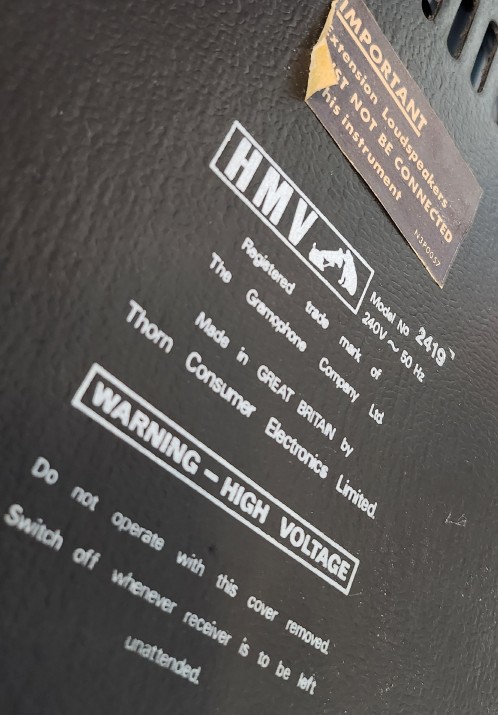 IMPORTANT
Extension Loudspeakers
ST NOT BE CONNECTED
this instrument
N3P0057
HMV
Model No 2419
240V ~ 50 Hz
Registered trade mark of
The Gramophone Company Ltd
Made in GREAT BRITAIN by
Thorn Consumer Electronics Limited.
WARNING – HIGH VOLTAGE
Do not operate with this cover removed.
Switch off whenever receiver is to be left
unattended.